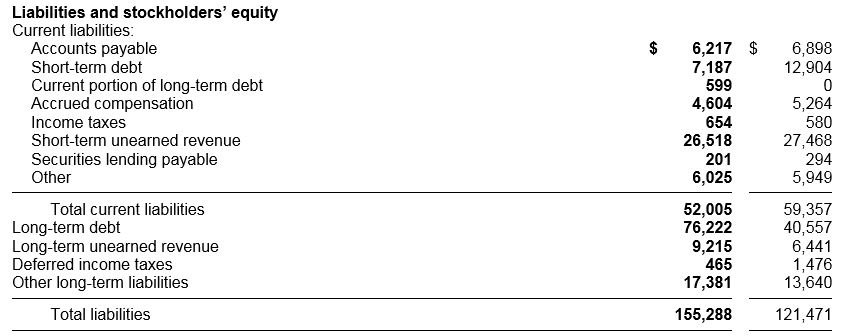 Liabilities and stockholders’ equity
Current liabilities:
Accounts payable $ 6,217 $ 6,898
Short-term debt 7,187 12,904
Current portion of long-term debt 599 0
Accrued compensation 4,604 5,264
Income taxes 654 580
Short-term unearned revenue 26,518 27,468
Securities lending payable 201 294
Other 6,025 5,949
Total current liabilities 52,005 59,357
Long-term debt 76,222 40,557
Long-term unearned revenue 9,215 6,441
Deferred income taxes 465 1,476
Other long-term liabilities 17,381 13,640
Total liabilities 155,288 121,471